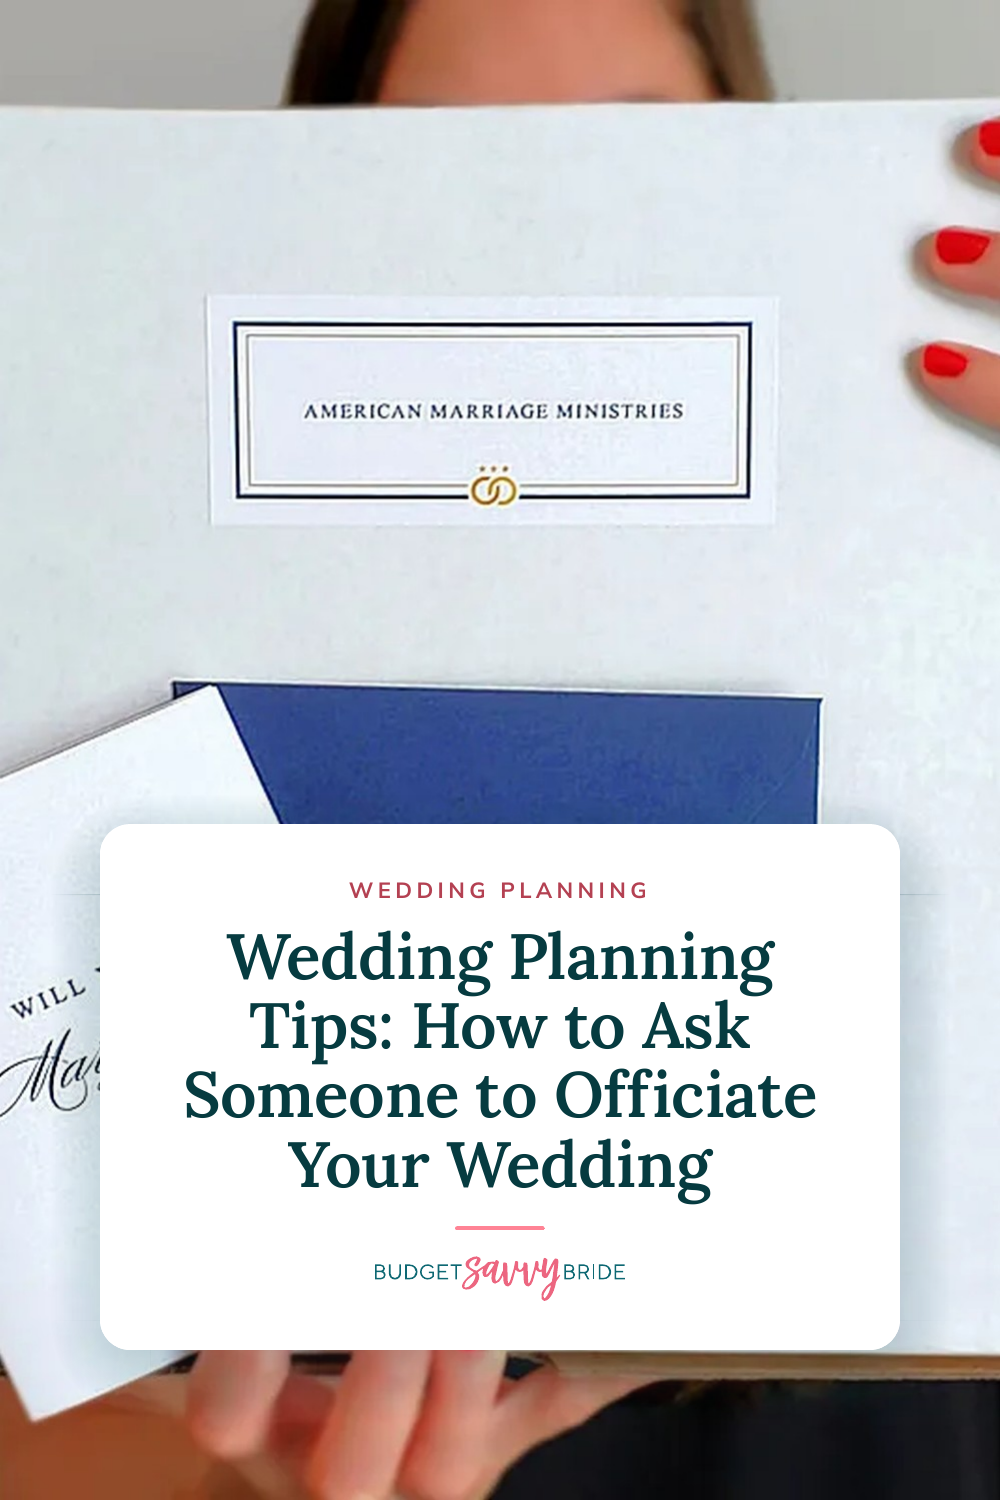 AMERICAN MARRIAGE MINISTRIES
WILL
WEDDING PLANNING
Wedding Planning
Tips: How to Ask
Someone to Officiate
Your Wedding
BUDGET savvy BRIDE